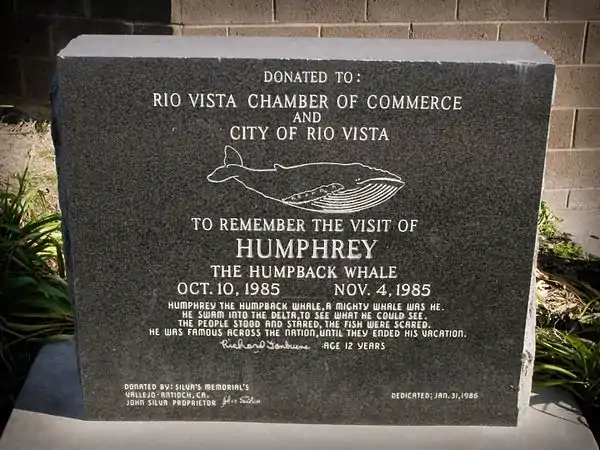 DONATED TO:
RIO VISTA CHAMBER OF COMMERCE
AND
CITY OF RIO VISTA
TO REMEMBER THE VISIT OF
HUMPHREY
THE HUMPBACK WHALE
OCT. 10, 1985 NOV. 4, 1985
HUMPHREY THE HUMPBACK WHALE, A MIGHTY WHALE WAS HE.
HE SWAM INTO THE DELTA, TO SEE WHAT HE COULD SEE.
THE PEOPLE STOOD AND STARED, THE FISH WERE SCARED.
HE WAS FAMOUS ACROSS THE NATION, UNTIL THEY ENDED HIS VACATION.
Richard AGE 12 YEARS
DONATED BY: SILVA'S MEMORIAL'S
VALLEJO-ANTIOCH, CA.
JOHN SILVA PROPRIETOR John Silva
DEDICATED: JAN. 31, 1986